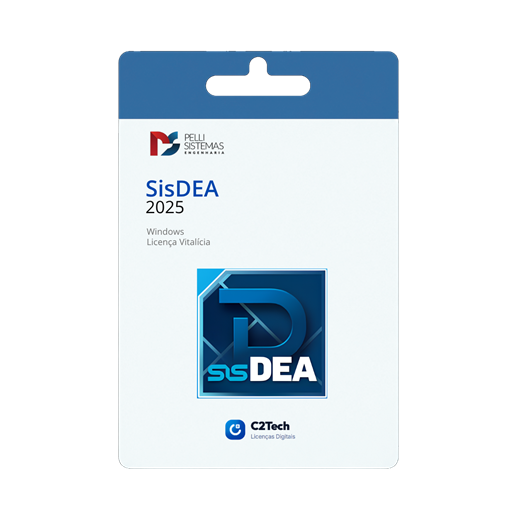 PELLI
SISTEMAS
ENGENHARIA
SisDEA
2025
Windows
Licença Vitalícia
sisDEA
C2Tech
Licenças Digitais